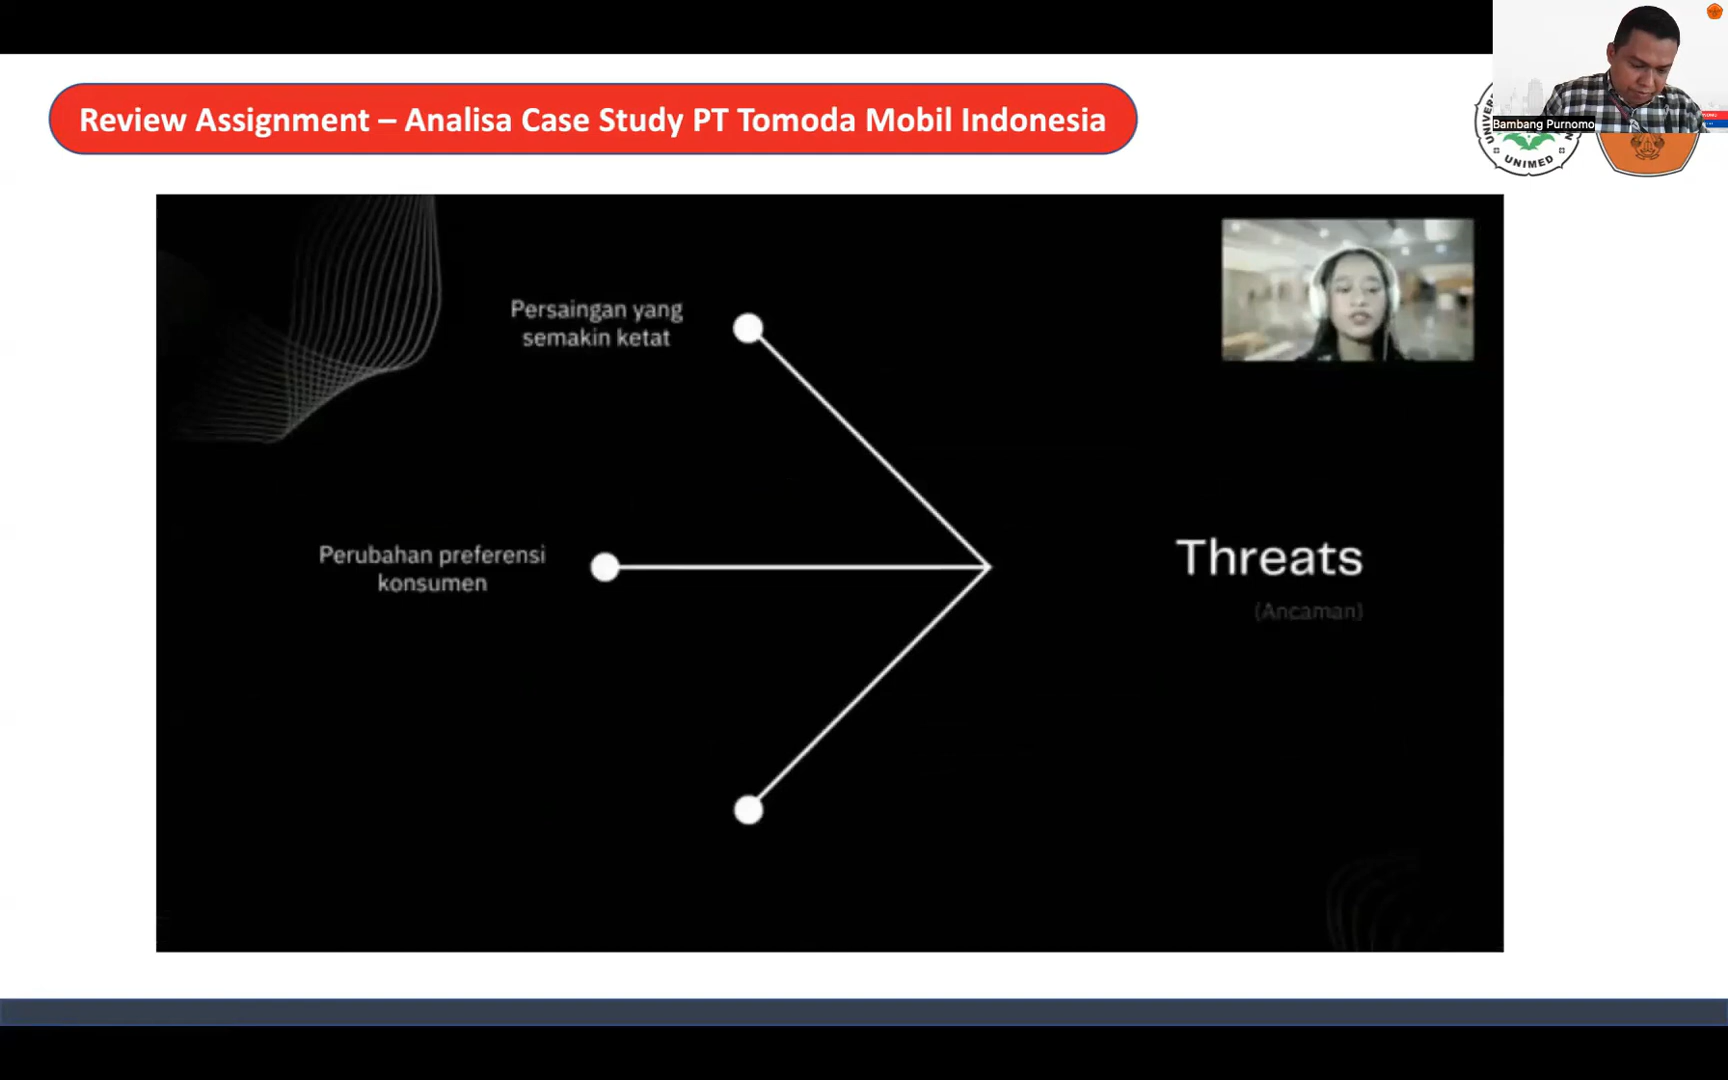 Review Assignment – Analisa Case Study PT Tomoda Mobil Indonesia
Bambang Purnomo
UNIMED
Persaingan yang
semakin ketat
Perubahan preferensi
konsumen
Threats
(Ancaman)